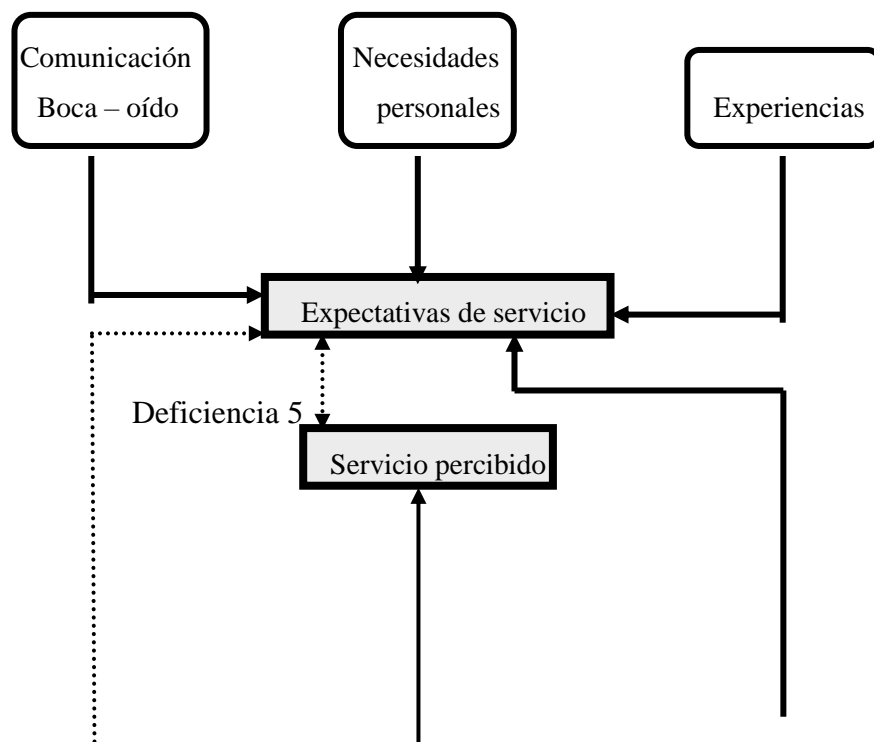 Comunicación
Boca – oído
Necesidades
personales
Experiencias
Expectativas de servicio
Deficiencia 5
Servicio percibido